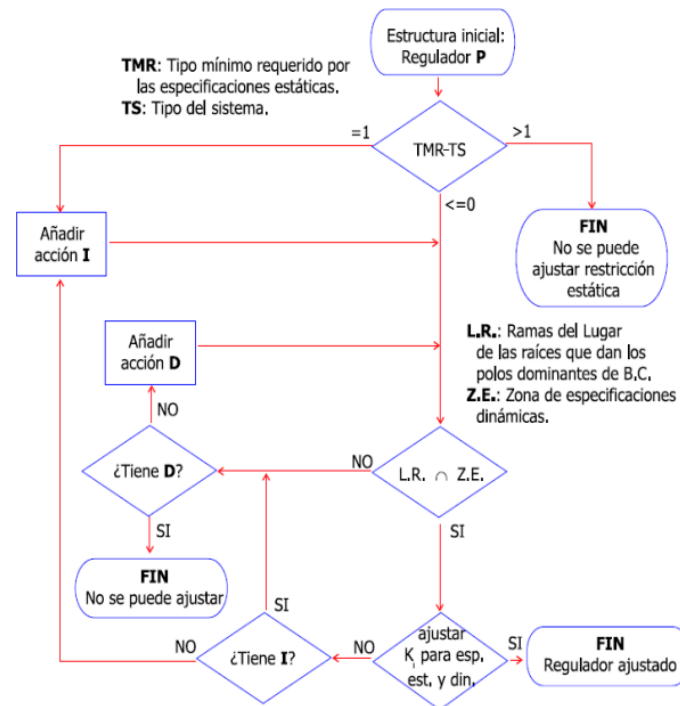 Estructura inicial:
Regulador P
TMR: Tipo mínimo requerido por
las especificaciones estáticas.
TS: Tipo del sistema.
=1
TMR-TS
>1
<=0
Añadir
acción I
FIN
No se puede
ajustar restricción
estática
Añadir
acción D
L.R.: Ramas del Lugar
de las raíces que dan los
polos dominantes de B.C.
Z.E.: Zona de especificaciones
dinámicas.
NO
¿Tiene D?
NO
L.R. ∩ Z.E.
SI
SI
FIN
No se puede ajustar
SI
NO
¿Tiene I?
NO
ajustar
K, para esp.
est. y din.
SI
FIN
Regulador ajustado